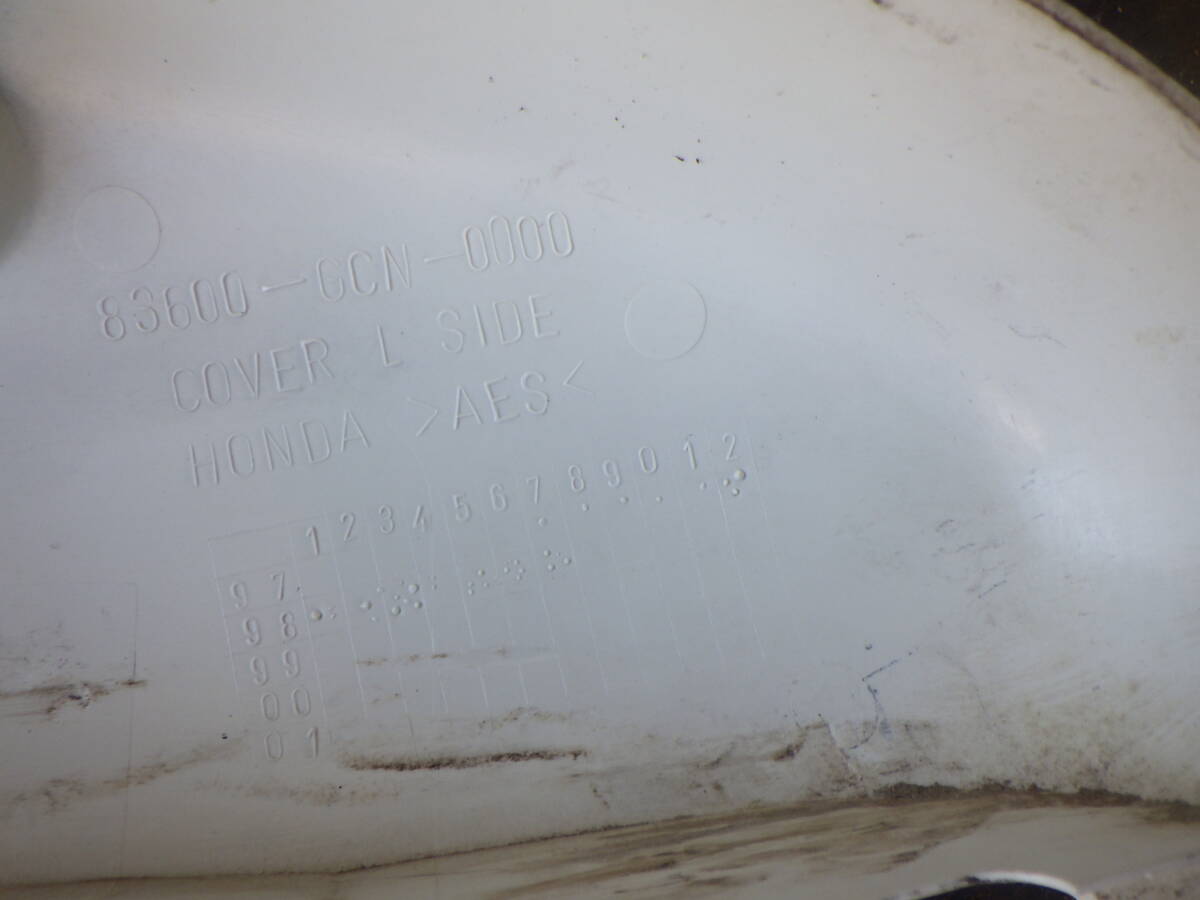 83600-GCN-0000
COVER L SIDE
HONDA >AES<
1 2 3 4 5 6 7 8 9 0 1 2
97
98
99
00
01